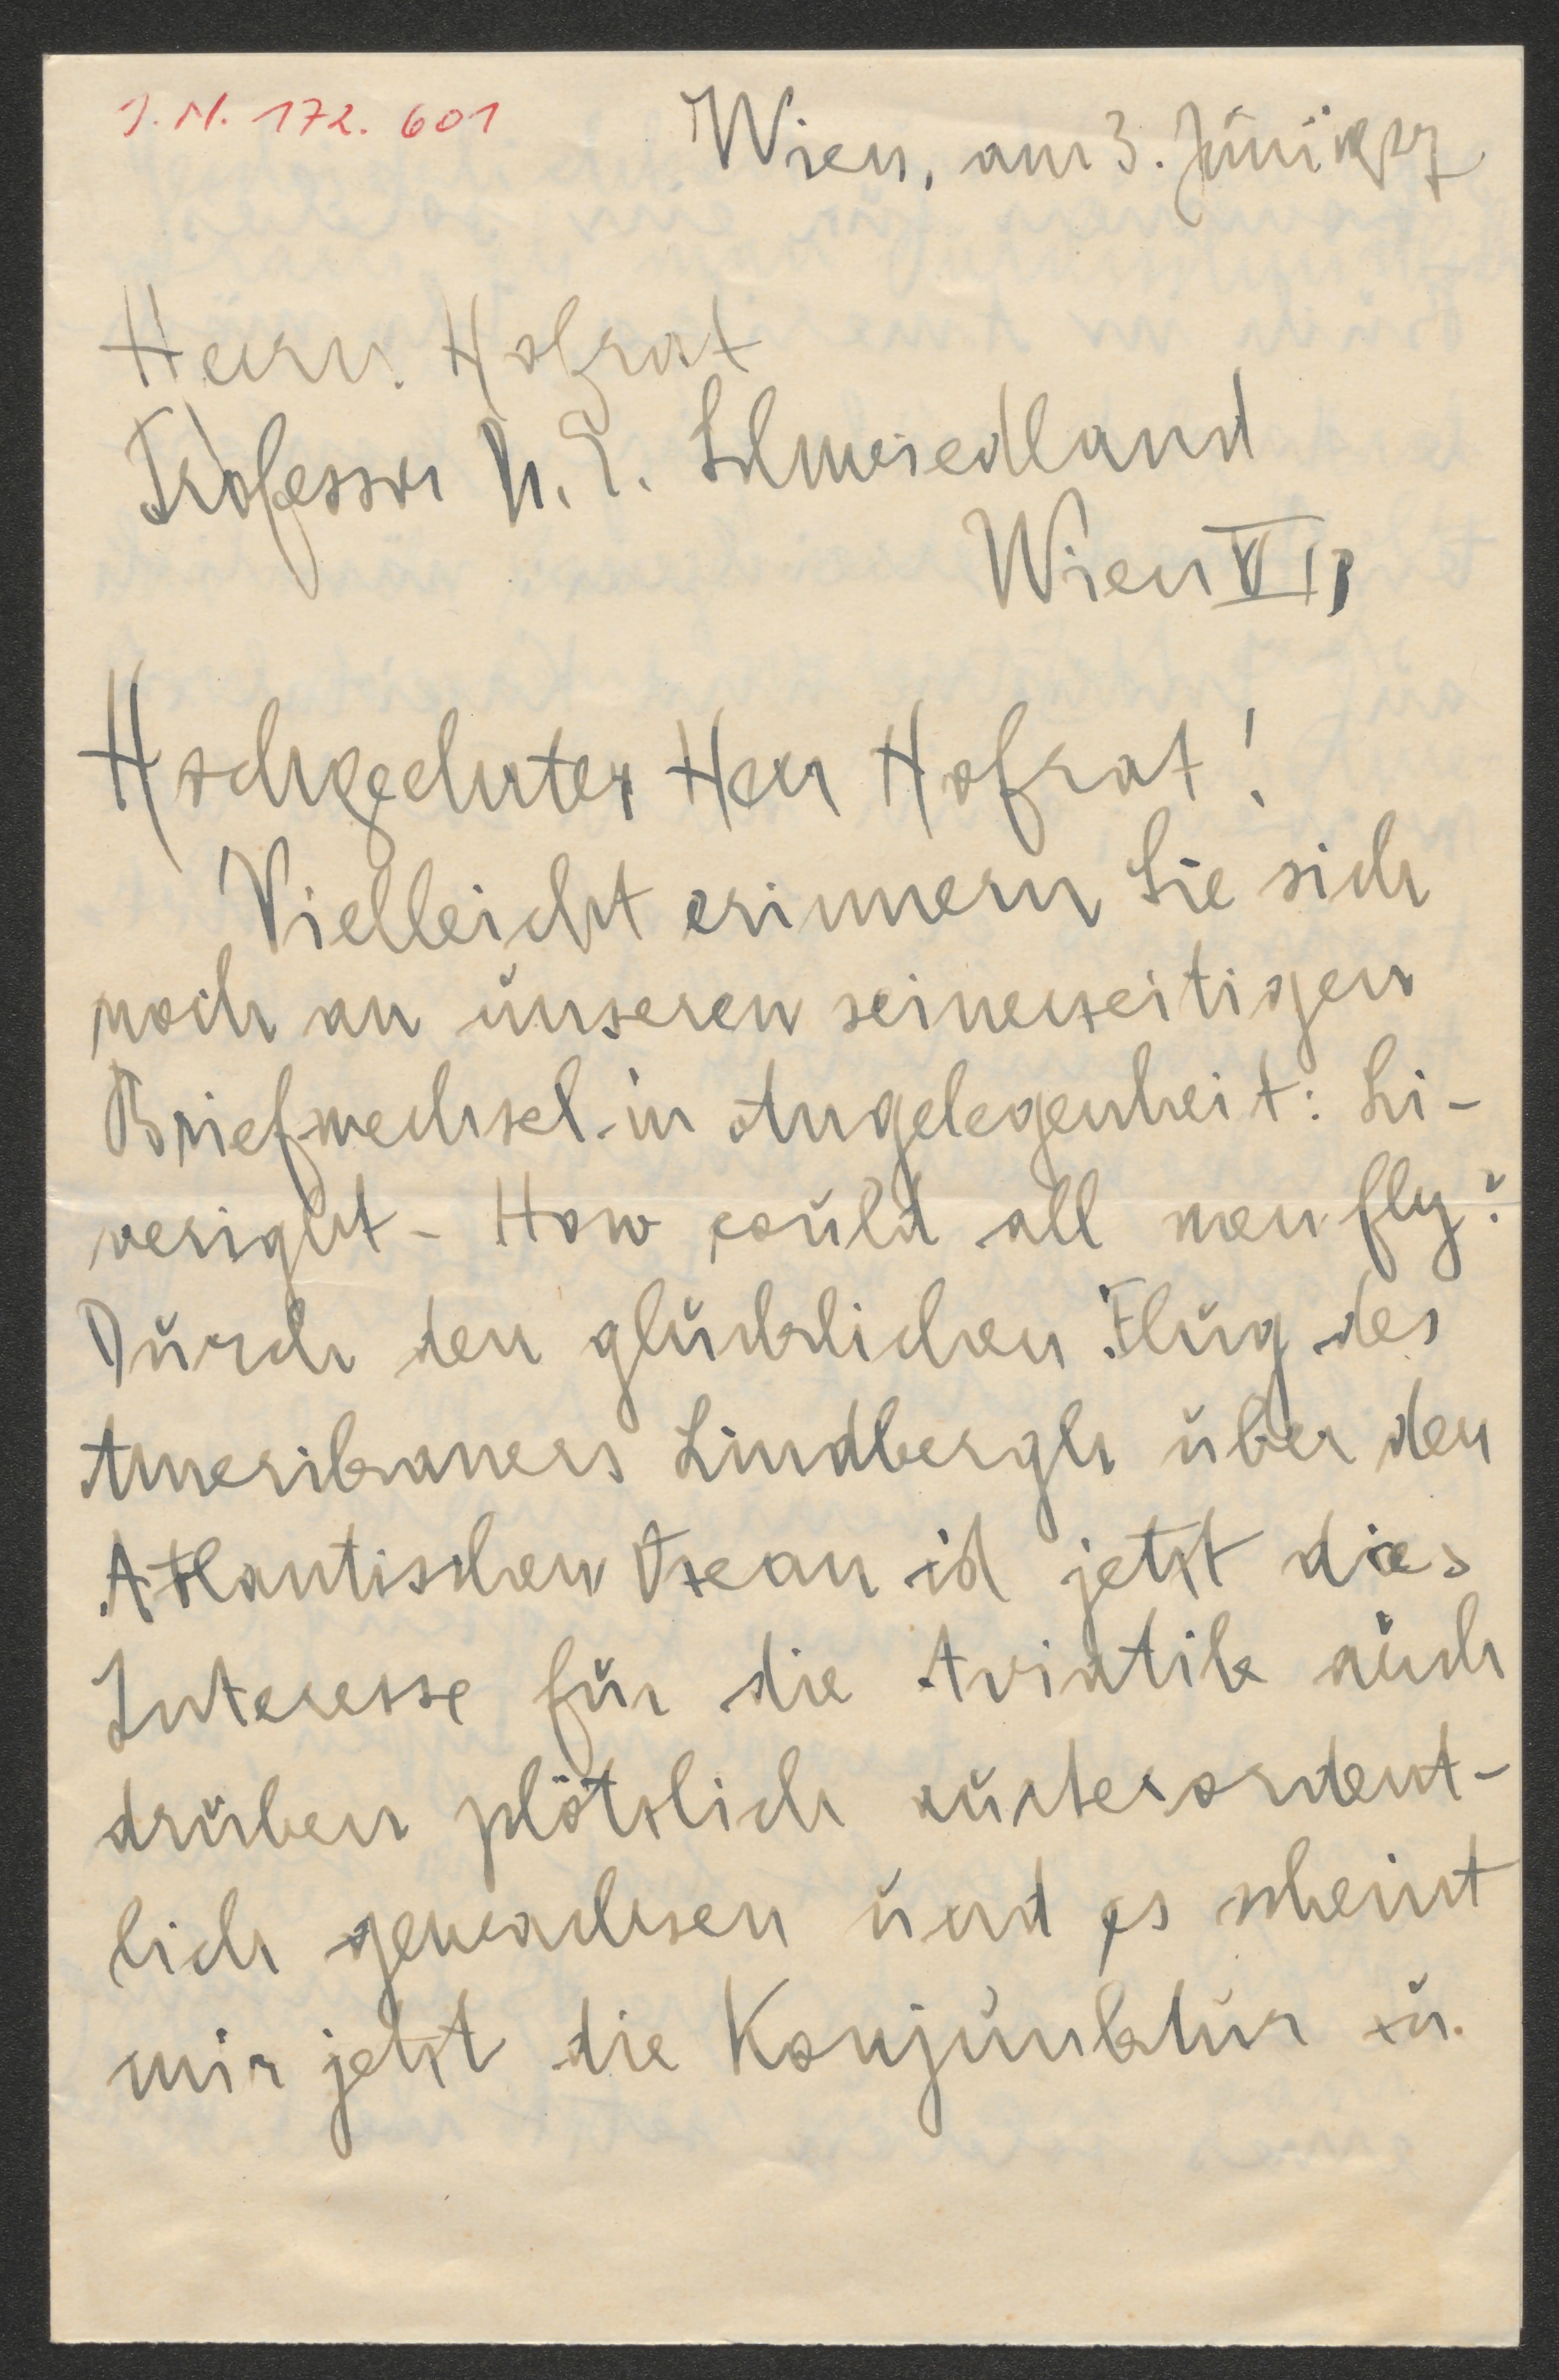 J. N. 172. 601
Wien, am 3. Juni 1927
Herrn Hofrat
Professor D. E. Schwiedland
Wien VII
Hochgeehrter Herr Hofrat!
Vielleicht erinnern Sie sich
noch an unseren seinerzeitigen
Briefwechsel in Angelegenheit: Si-
verigut - How could all men fly?
Durch den glücklichen Flug des
Amerikaners Lindbergh über den
Atlantischen Ozean ist jetzt das
Interesse für die Aviatik auch
drüben plötzlich außerordent-
lich gewachsen und es scheint
mir jetzt die Konjunktur zu